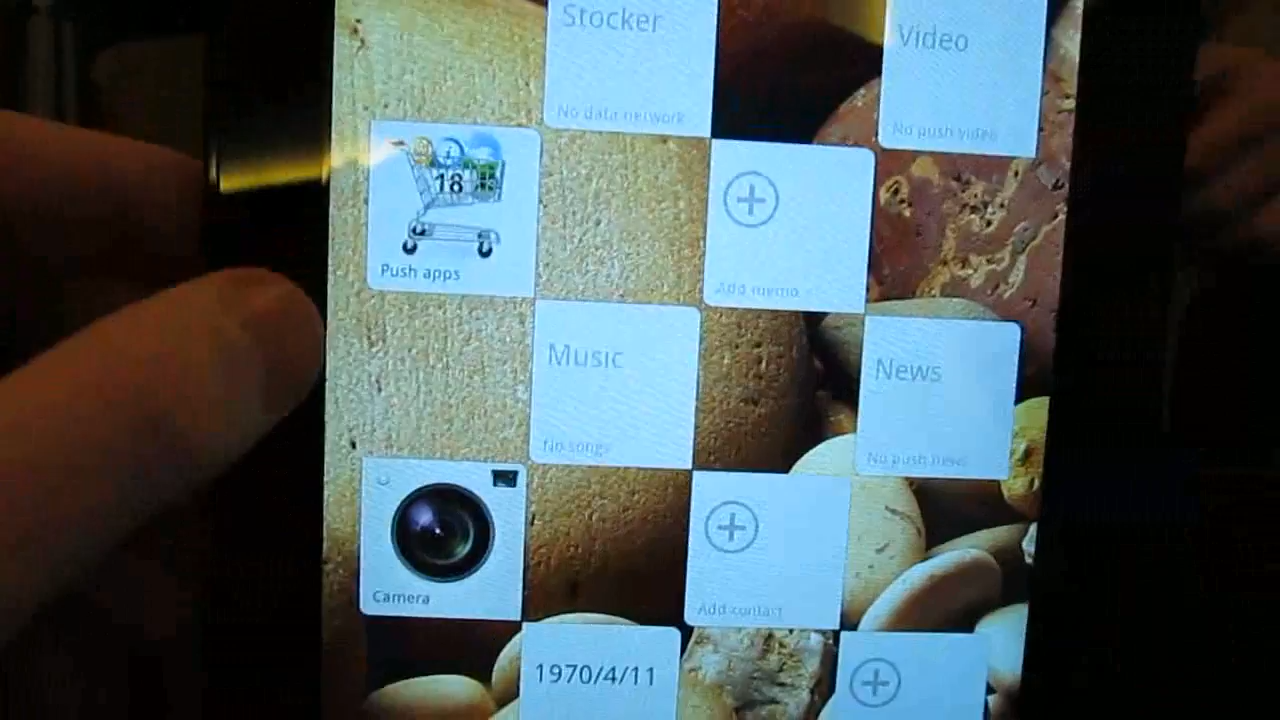 Stocker
No data network
Video
No push video
18
Push apps
Add memo
Music
No songs
News
No push news
Camera
Add contact
1970/4/11